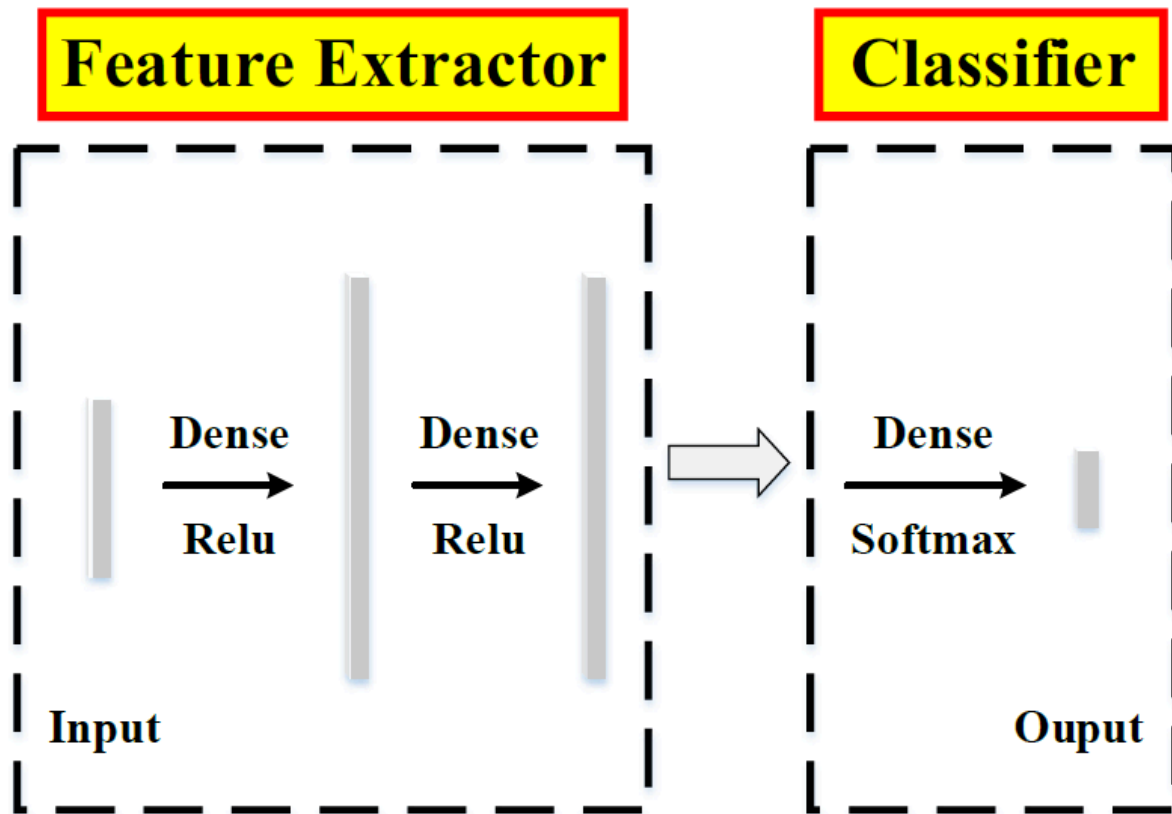 Feature Extractor
Classifier
Dense
Relu
Dense
Relu
Input
Dense
Softmax
Ouput